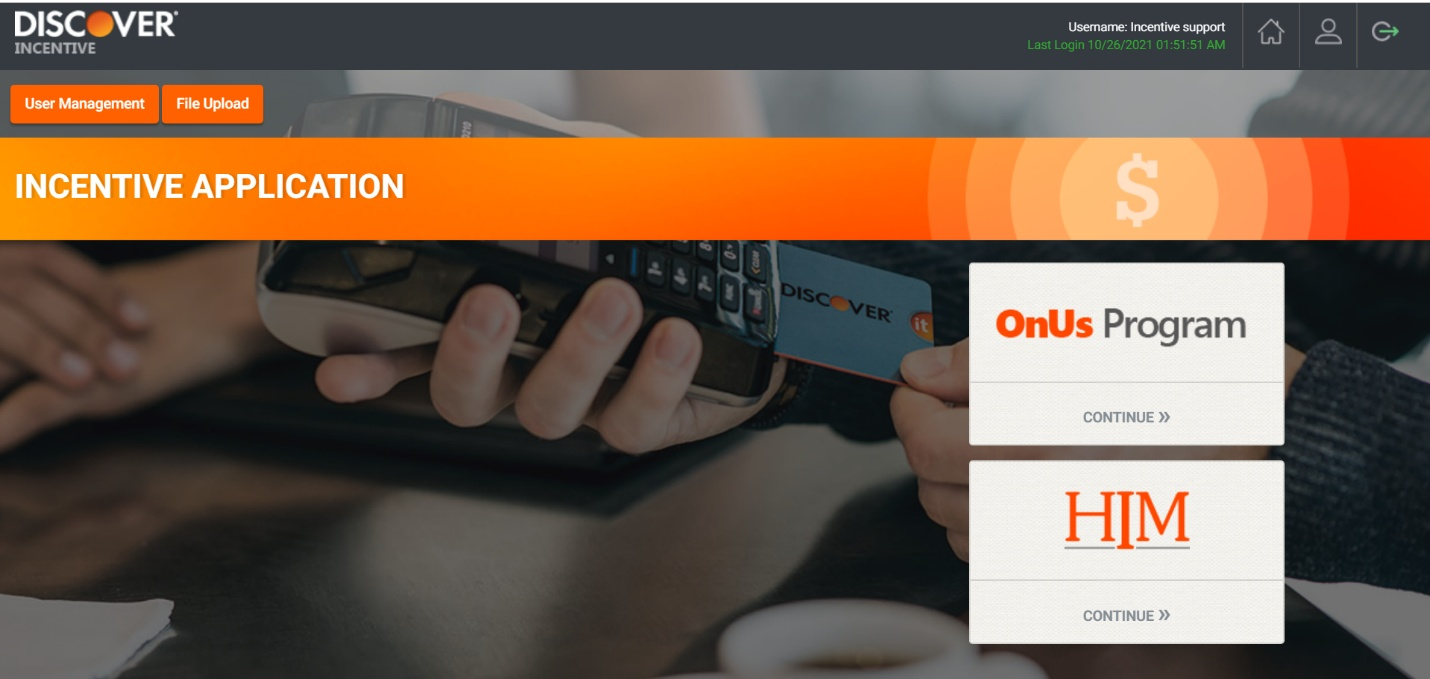 DISCOVER®
INCENTIVE
Username: Incentive support
Last Login 10/26/2021 01:51:51 AM
User Management
File Upload
INCENTIVE APPLICATION
$
DISCOVER
it
OnUs Program
CONTINUE »
HIM
CONTINUE »